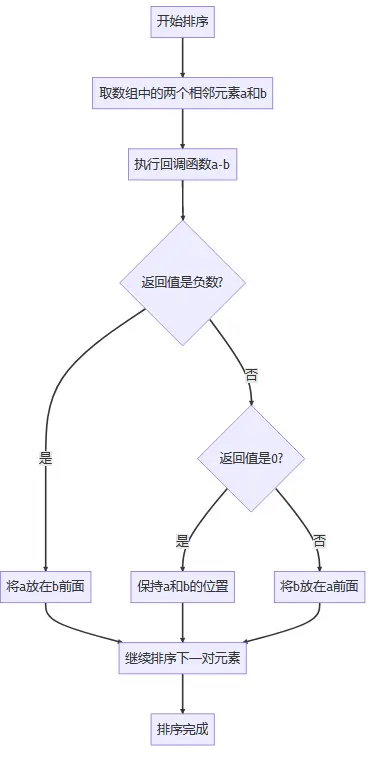 开始排序
取数组中的两个相邻元素a和b
执行回调函数a-b
返回值是负数?
否
返回值是0?
是
是
否
将a放在b前面
保持a和b的位置
将b放在a前面
继续排序下一对元素
排序完成